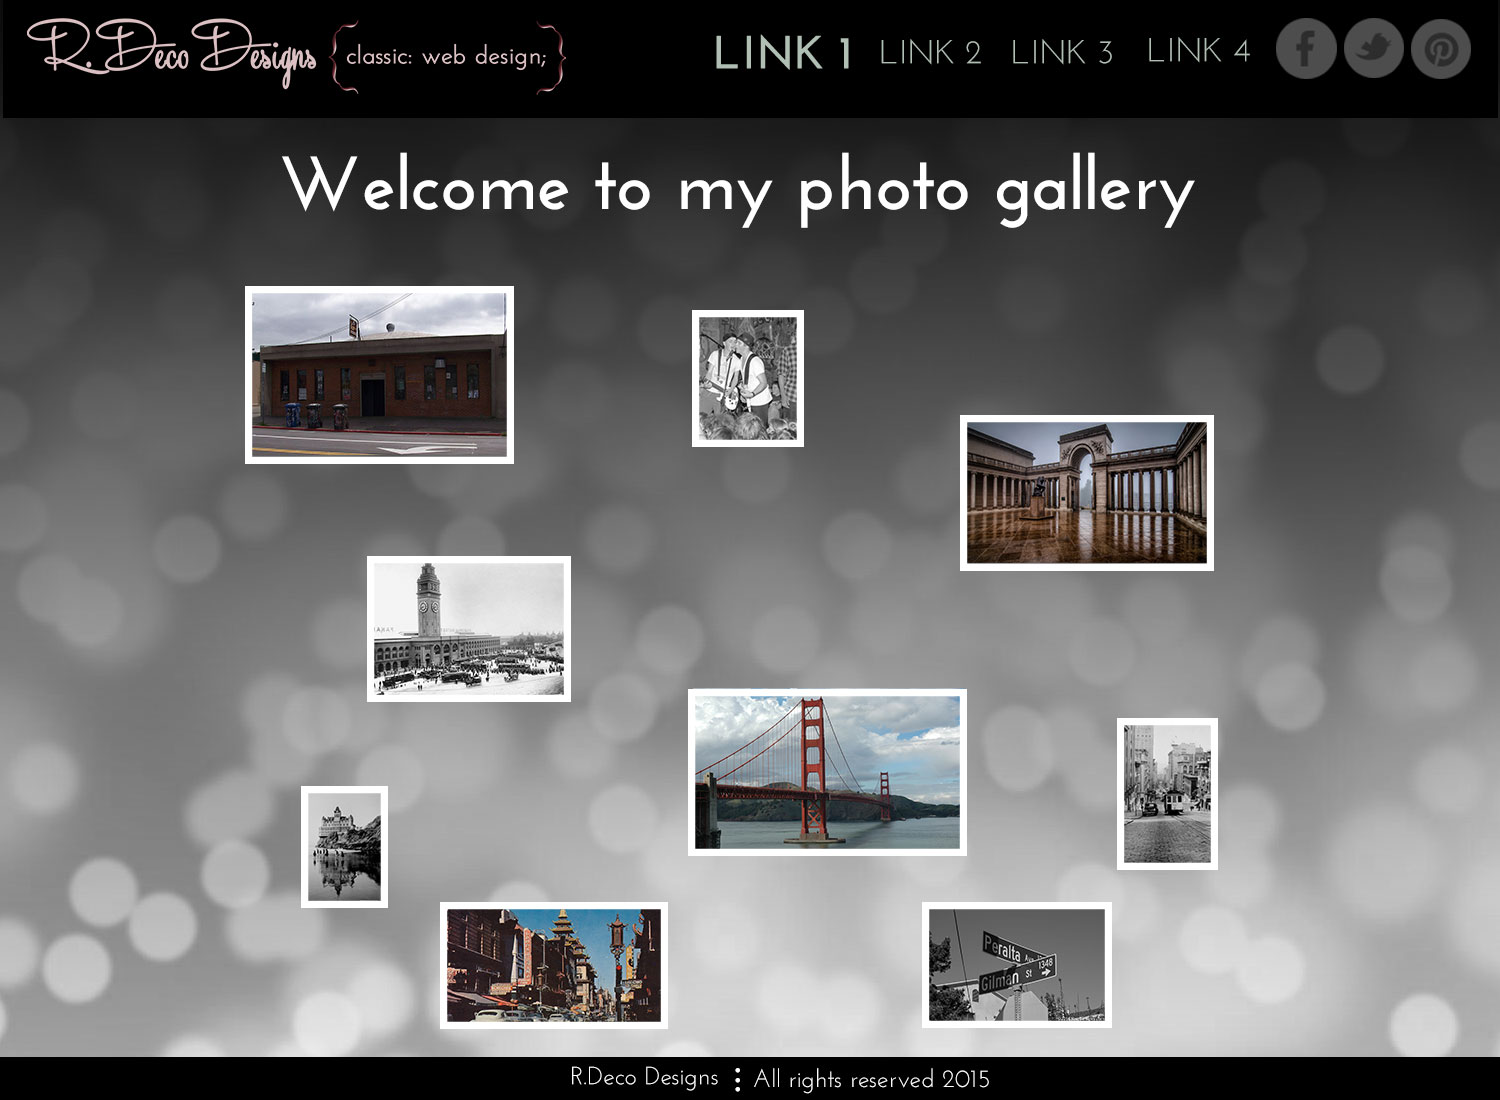 R. Deco Designs {classic: web design;}
LINK 1 LINK 2 LINK 3 LINK 4
Welcome to my photo gallery
Peralta
1348
Gilman St
R.Deco Designs ⋮ All rights reserved 2015